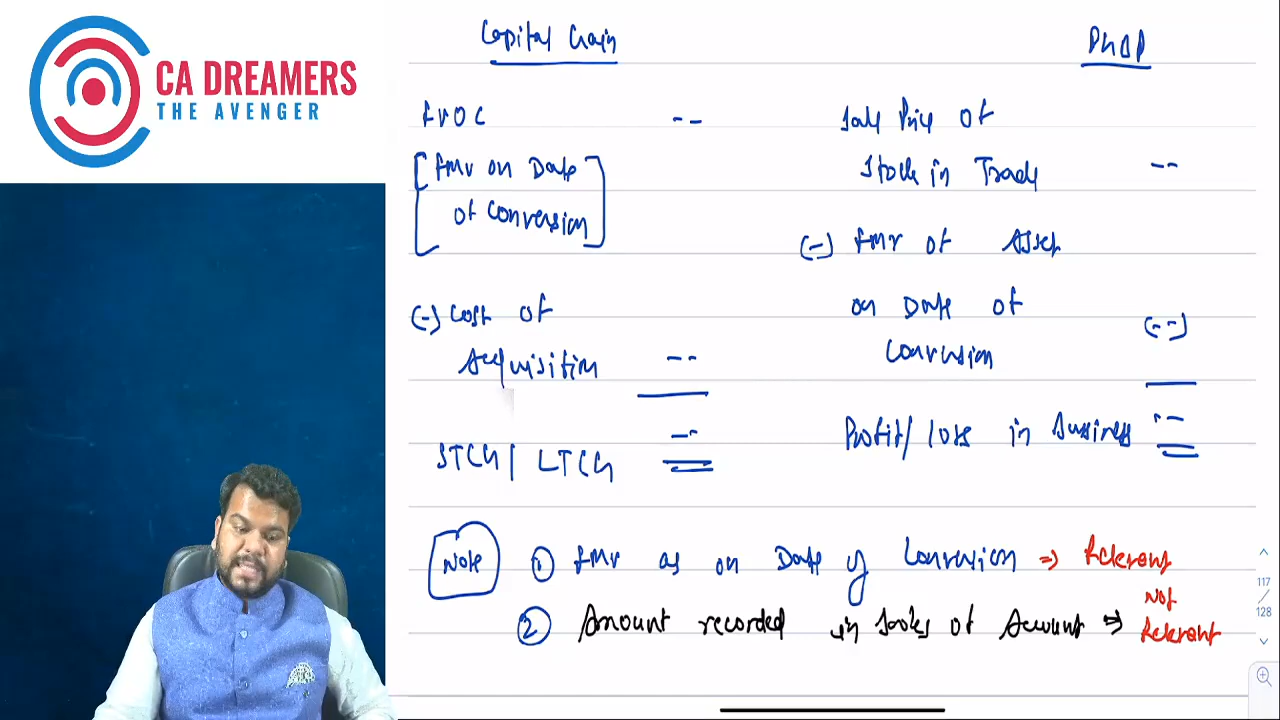 CA DREAMERS
THE AVENGER
Capital Gain
FVOC --
[FMV on Date
of Conversion]
(-) Cost of
Acquisition --
--
STCG / LTCG
PGBP
Sale Price of
Stock in Trade --
(-) FMV of Asset
on Date of
Conversion (--)
Profit / loss in Business --
Note
① FMV as on Date of Conversion ⇒ Relevant
② Amount recorded in Books of Account ⇒ Not
Relevant
117
/
128